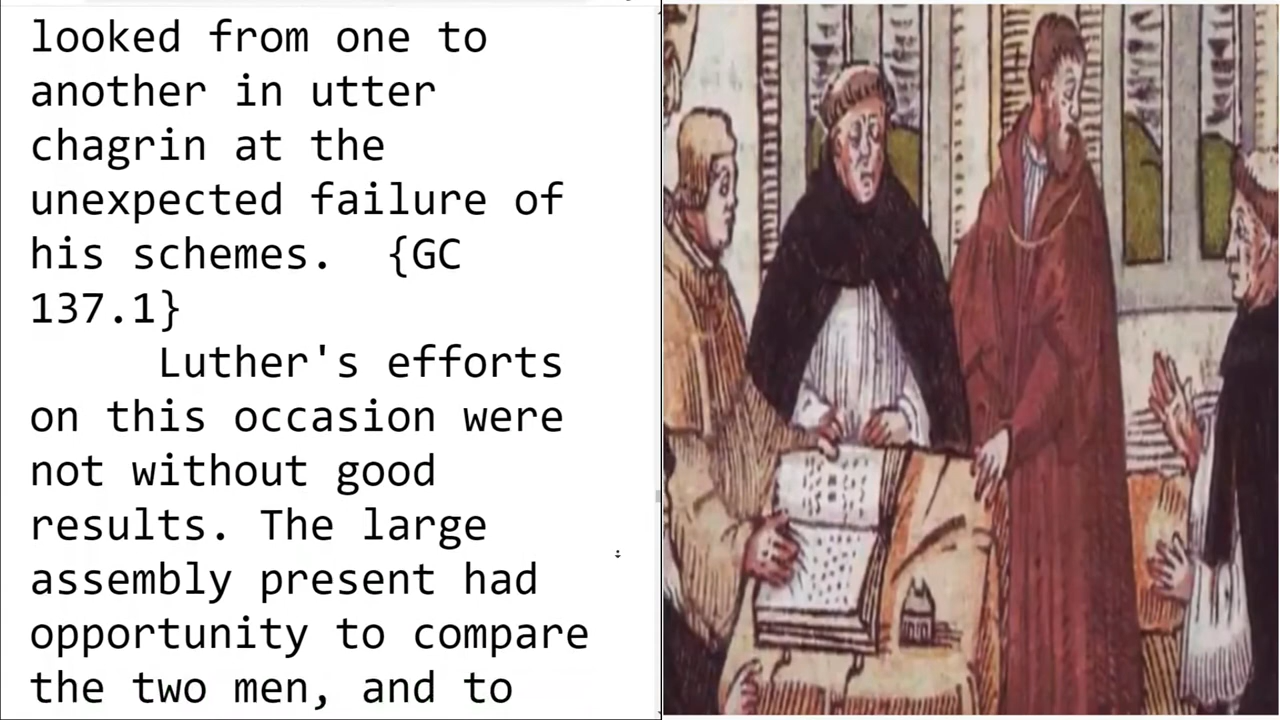 looked from one to
another in utter
chagrin at the
unexpected failure of
his schemes.  {GC
137.1}
Luther's efforts
on this occasion were
not without good
results. The large
assembly present had
opportunity to compare
the two men, and to